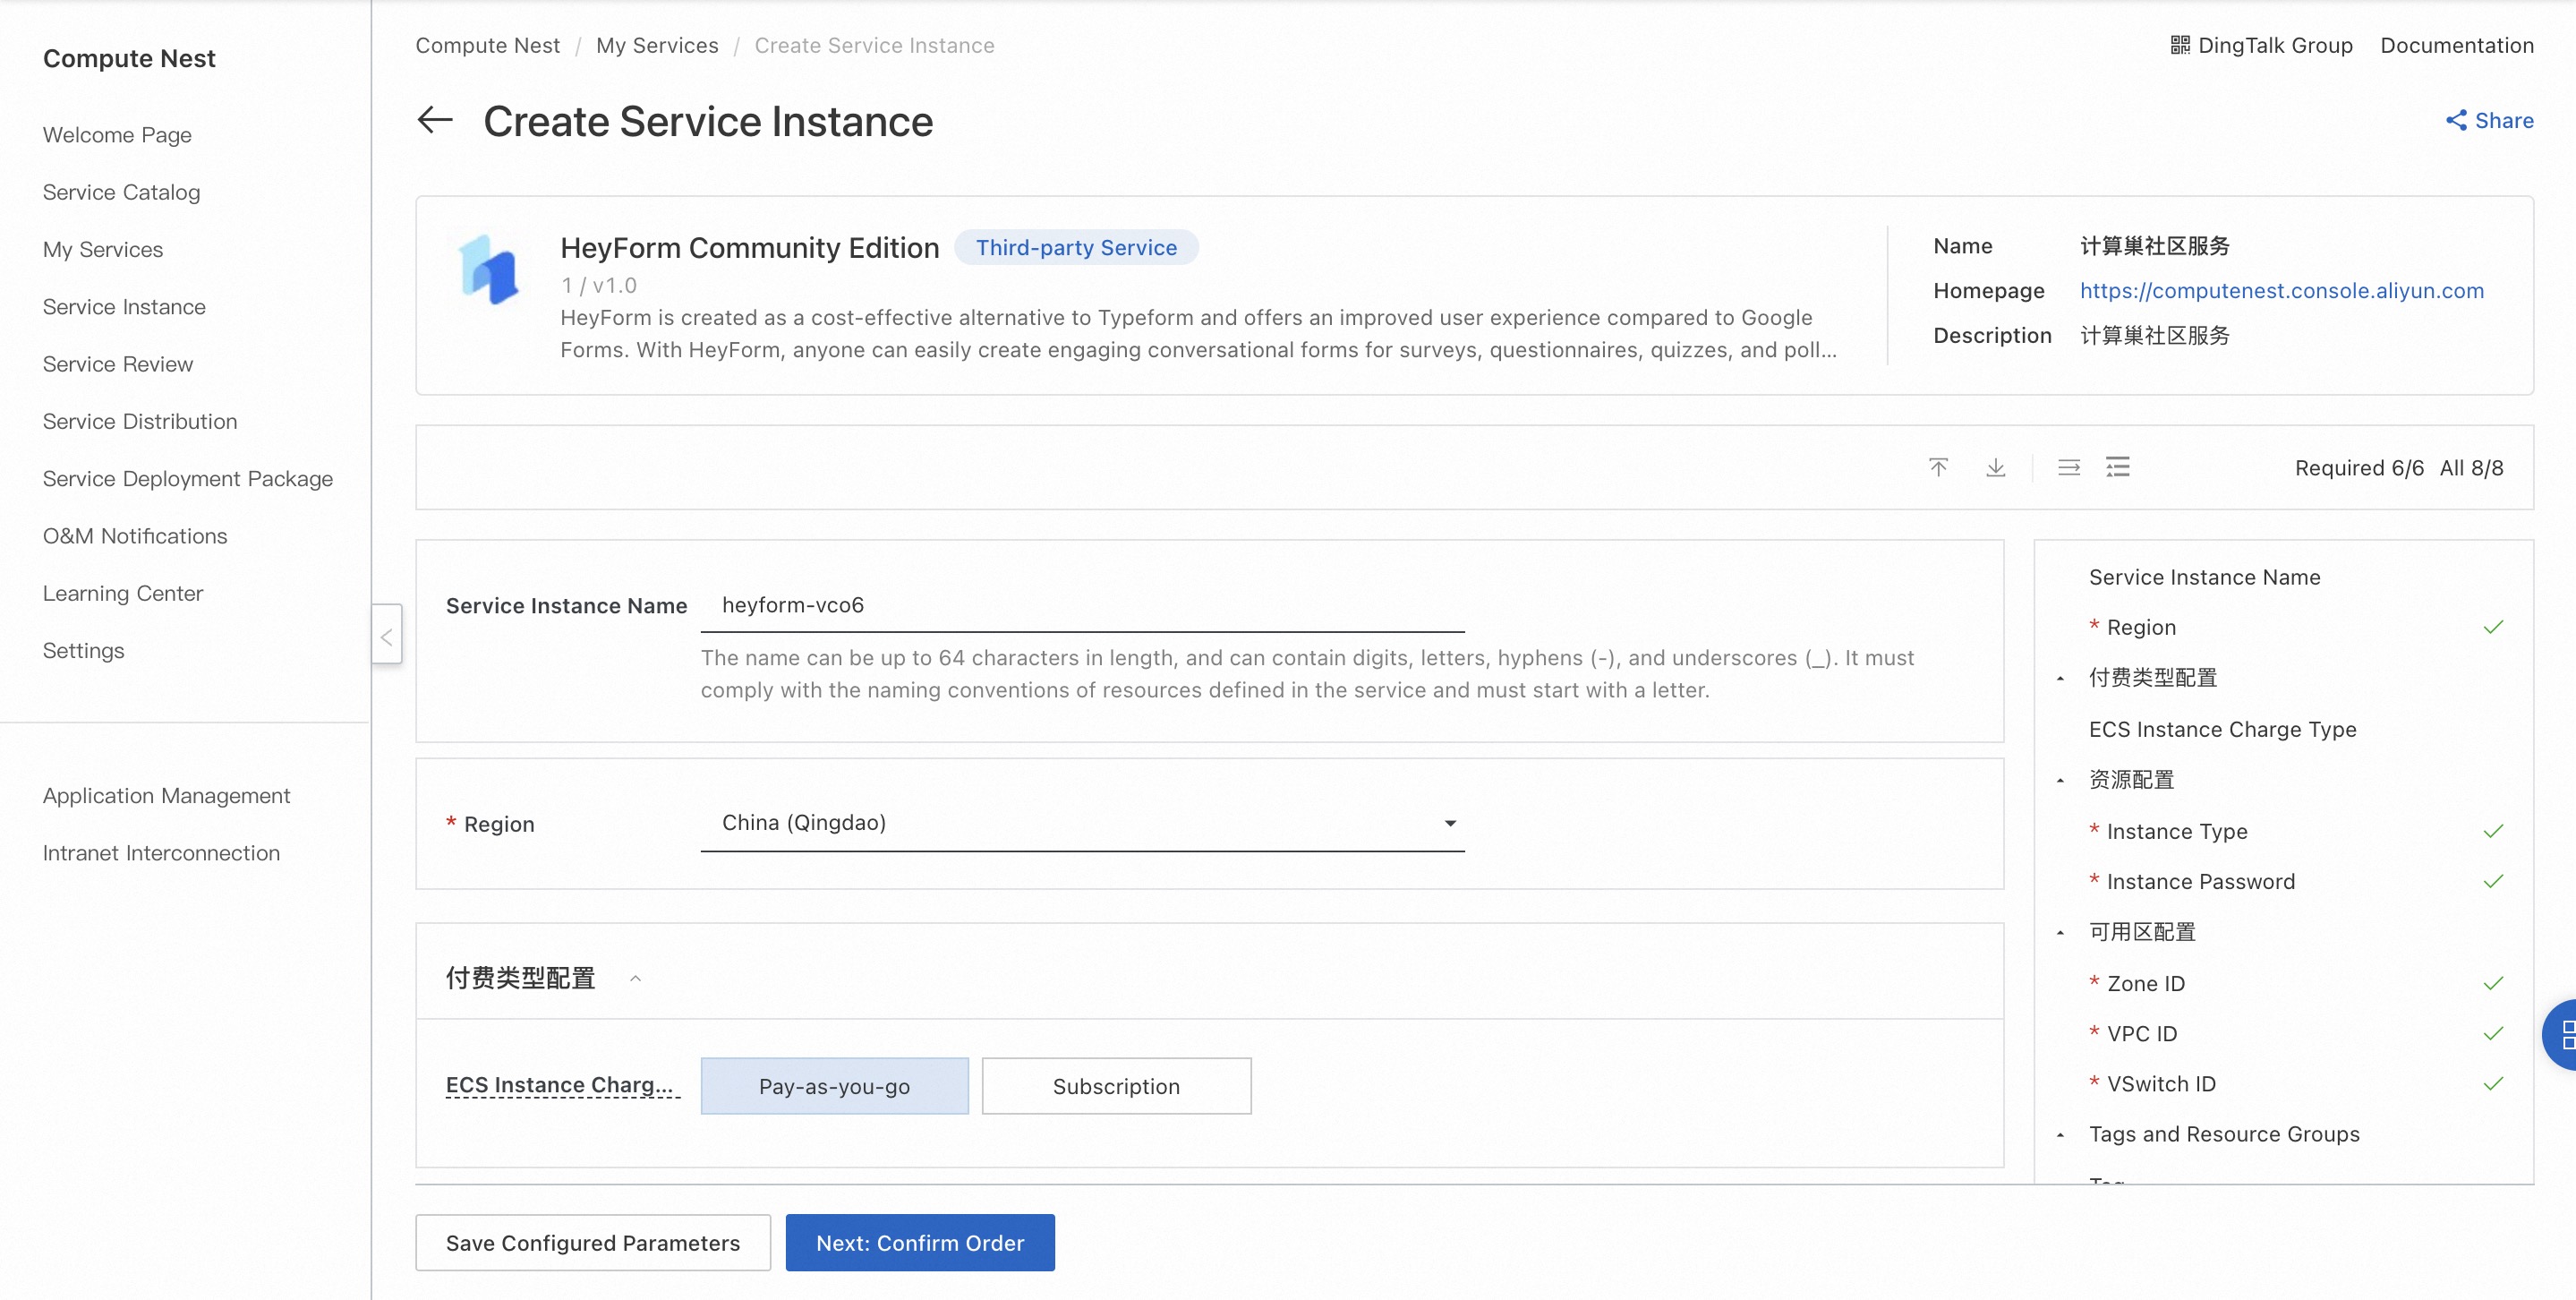 Compute Nest
Welcome Page
Service Catalog
My Services
Service Instance
Service Review
Service Distribution
Service Deployment Package
O&M Notifications
Learning Center
Settings
Application Management
Intranet Interconnection
Compute Nest / My Services / Create Service Instance
DingTalk Group Documentation
Create Service Instance
Share
HeyForm Community Edition Third-party Service
1 / v1.0
HeyForm is created as a cost-effective alternative to Typeform and offers an improved user experience compared to Google
Forms. With HeyForm, anyone can easily create engaging conversational forms for surveys, questionnaires, quizzes, and poll...
Name 计算巢社区服务
Homepage https://computenest.console.aliyun.com
Description 计算巢社区服务
Required 6/6 All 8/8
Service Instance Name heyform-vco6
The name can be up to 64 characters in length, and can contain digits, letters, hyphens (-), and underscores (_). It must
comply with the naming conventions of resources defined in the service and must start with a letter.
* Region China (Qingdao)
付费类型配置
ECS Instance Charg... Pay-as-you-go Subscription
Service Instance Name
* Region
付费类型配置
ECS Instance Charge Type
资源配置
* Instance Type
* Instance Password
可用区配置
* Zone ID
* VPC ID
* VSwitch ID
Tags and Resource Groups
Save Configured Parameters Next: Confirm Order